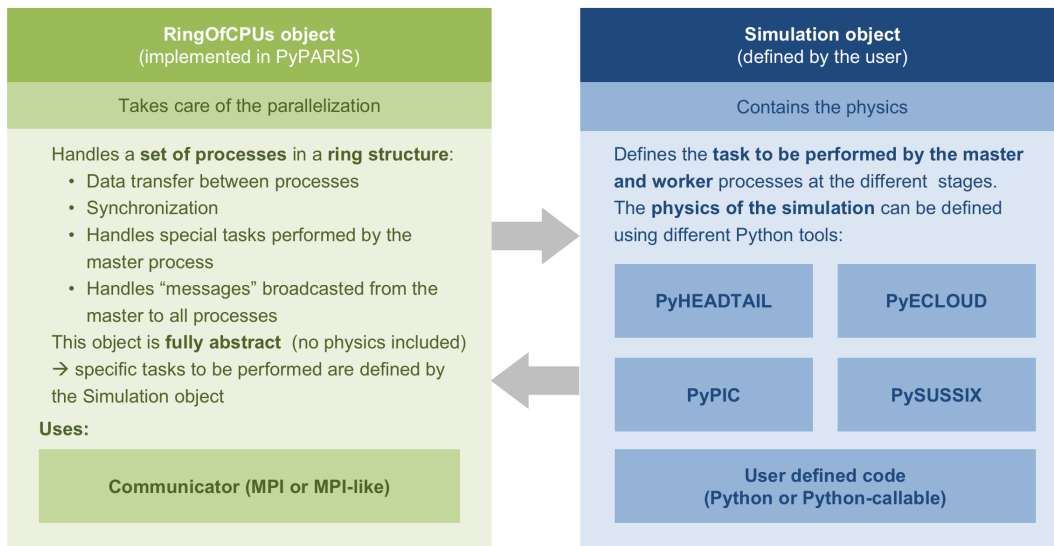 RingOfCPUs object
(implemented in PyPARIS)
Takes care of the parallelization
Handles a set of processes in a ring structure:
• Data transfer between processes
• Synchronization
• Handles special tasks performed by the
master process
• Handles “messages” broadcasted from the
master to all processes
This object is fully abstract (no physics included)
→ specific tasks to be performed are defined by
the Simulation object
Uses:
Communicator (MPI or MPI-like)
Simulation object
(defined by the user)
Contains the physics
Defines the task to be performed by the master
and worker processes at the different stages.
The physics of the simulation can be defined
using different Python tools:
PyHEADTAIL
PyECLOUD
PyPIC
PySUSSIX
User defined code
(Python or Python-callable)